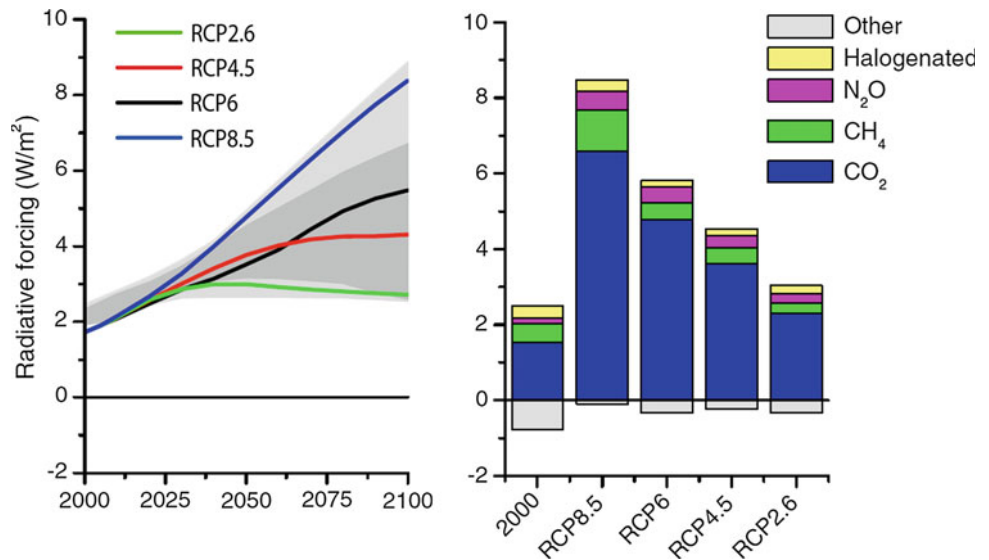 Radiative forcing (W/m²)
10
8
6
4
2
0
-2
2000
2025
2050
2075
2100
RCP2.6
RCP4.5
RCP6
RCP8.5
10
8
6
4
2
0
-2
2000
RCP8.5
RCP6
RCP4.5
RCP2.6
Other
Halogenated
N₂O
CH₄
CO₂